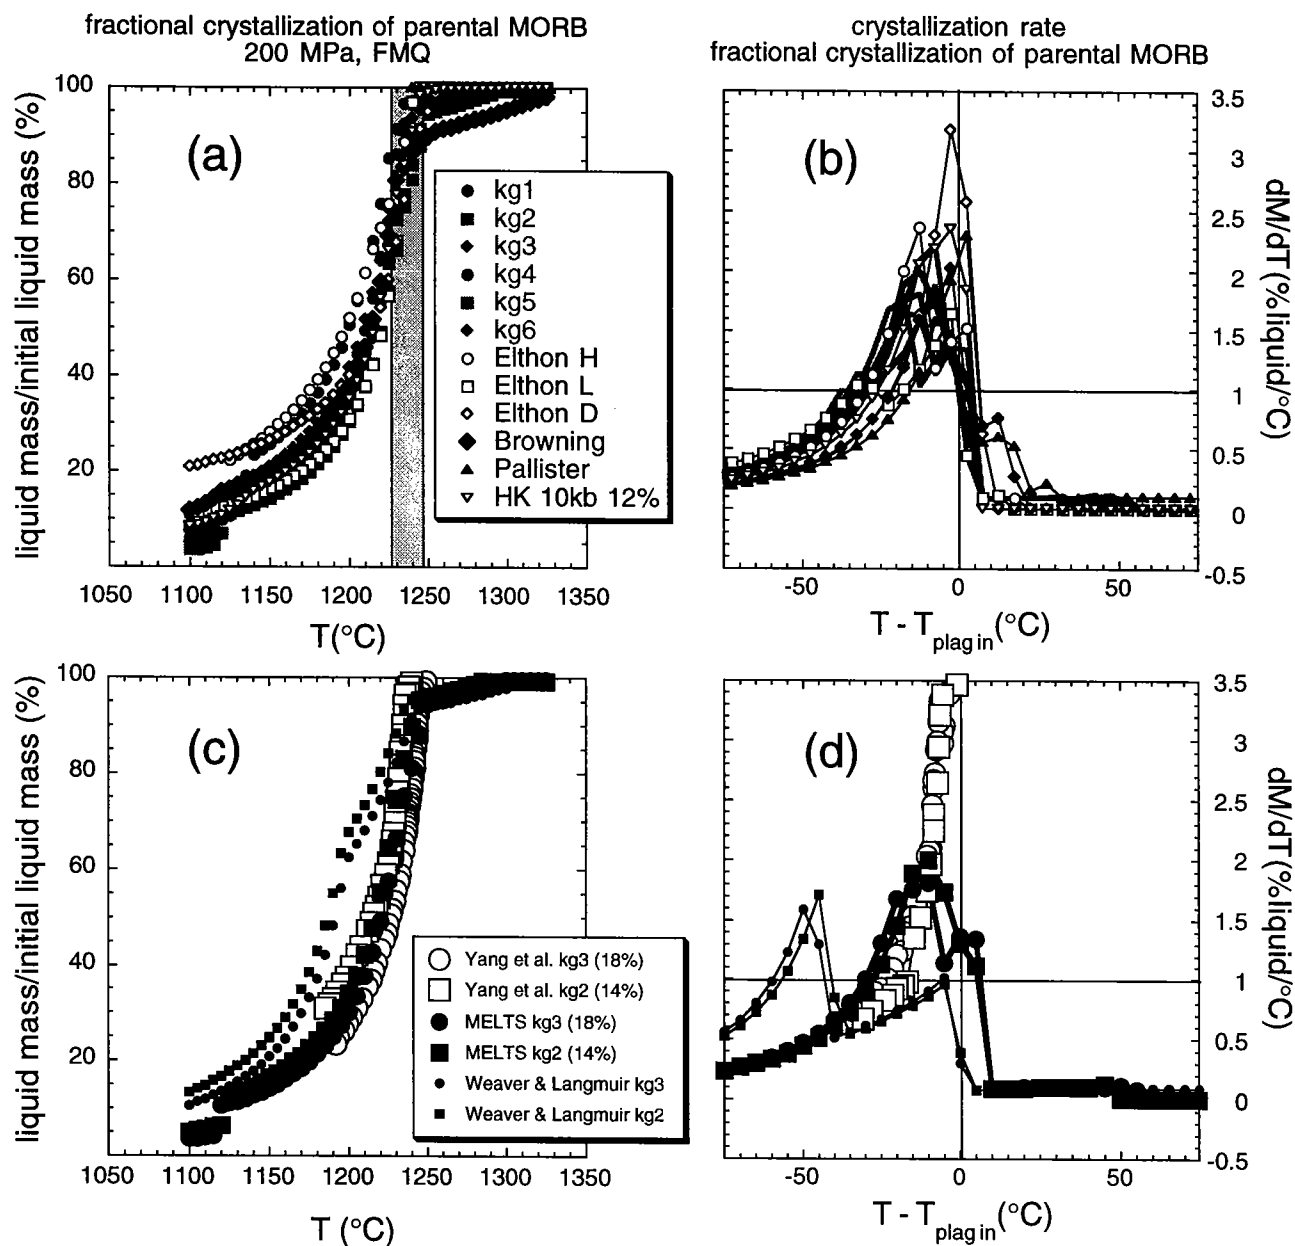 fractional crystallization of parental MORB
200 MPa, FMQ
crystallization rate
fractional crystallization of parental MORB
liquid mass/initial liquid mass (%)
100
80
60
40
20
(a)
kg1
kg2
kg3
kg4
kg5
kg6
Elthon H
Elthon L
Elthon D
Browning
Pallister
HK 10kb 12%
1050 1100 1150 1200 1250 1300 1350
T(°C)
(b)
3.5
3
2.5
2
1.5
1
0.5
0
-0.5
dM/dT (%liquid/°C)
-50 0 50
T - Tplag in(°C)
liquid mass/initial liquid mass (%)
100
80
60
40
20
(c)
Yang et al. kg3 (18%)
Yang et al. kg2 (14%)
MELTS kg3 (18%)
MELTS kg2 (14%)
Weaver & Langmuir kg3
Weaver & Langmuir kg2
1050 1100 1150 1200 1250 1300 1350
T (°C)
(d)
3.5
3
2.5
2
1.5
1
0.5
0
-0.5
dM/dT (%liquid/°C)
-50 0 50
T - Tplag in(°C)